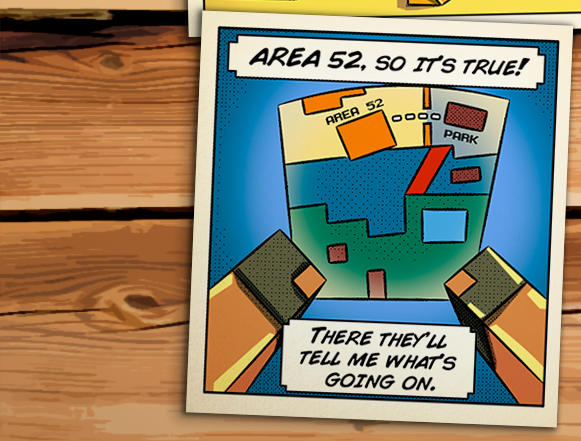 AREA 52, SO IT'S TRUE!
AREA 52
PARK
THERE THEY'LL
TELL ME WHAT'S
GOING ON.